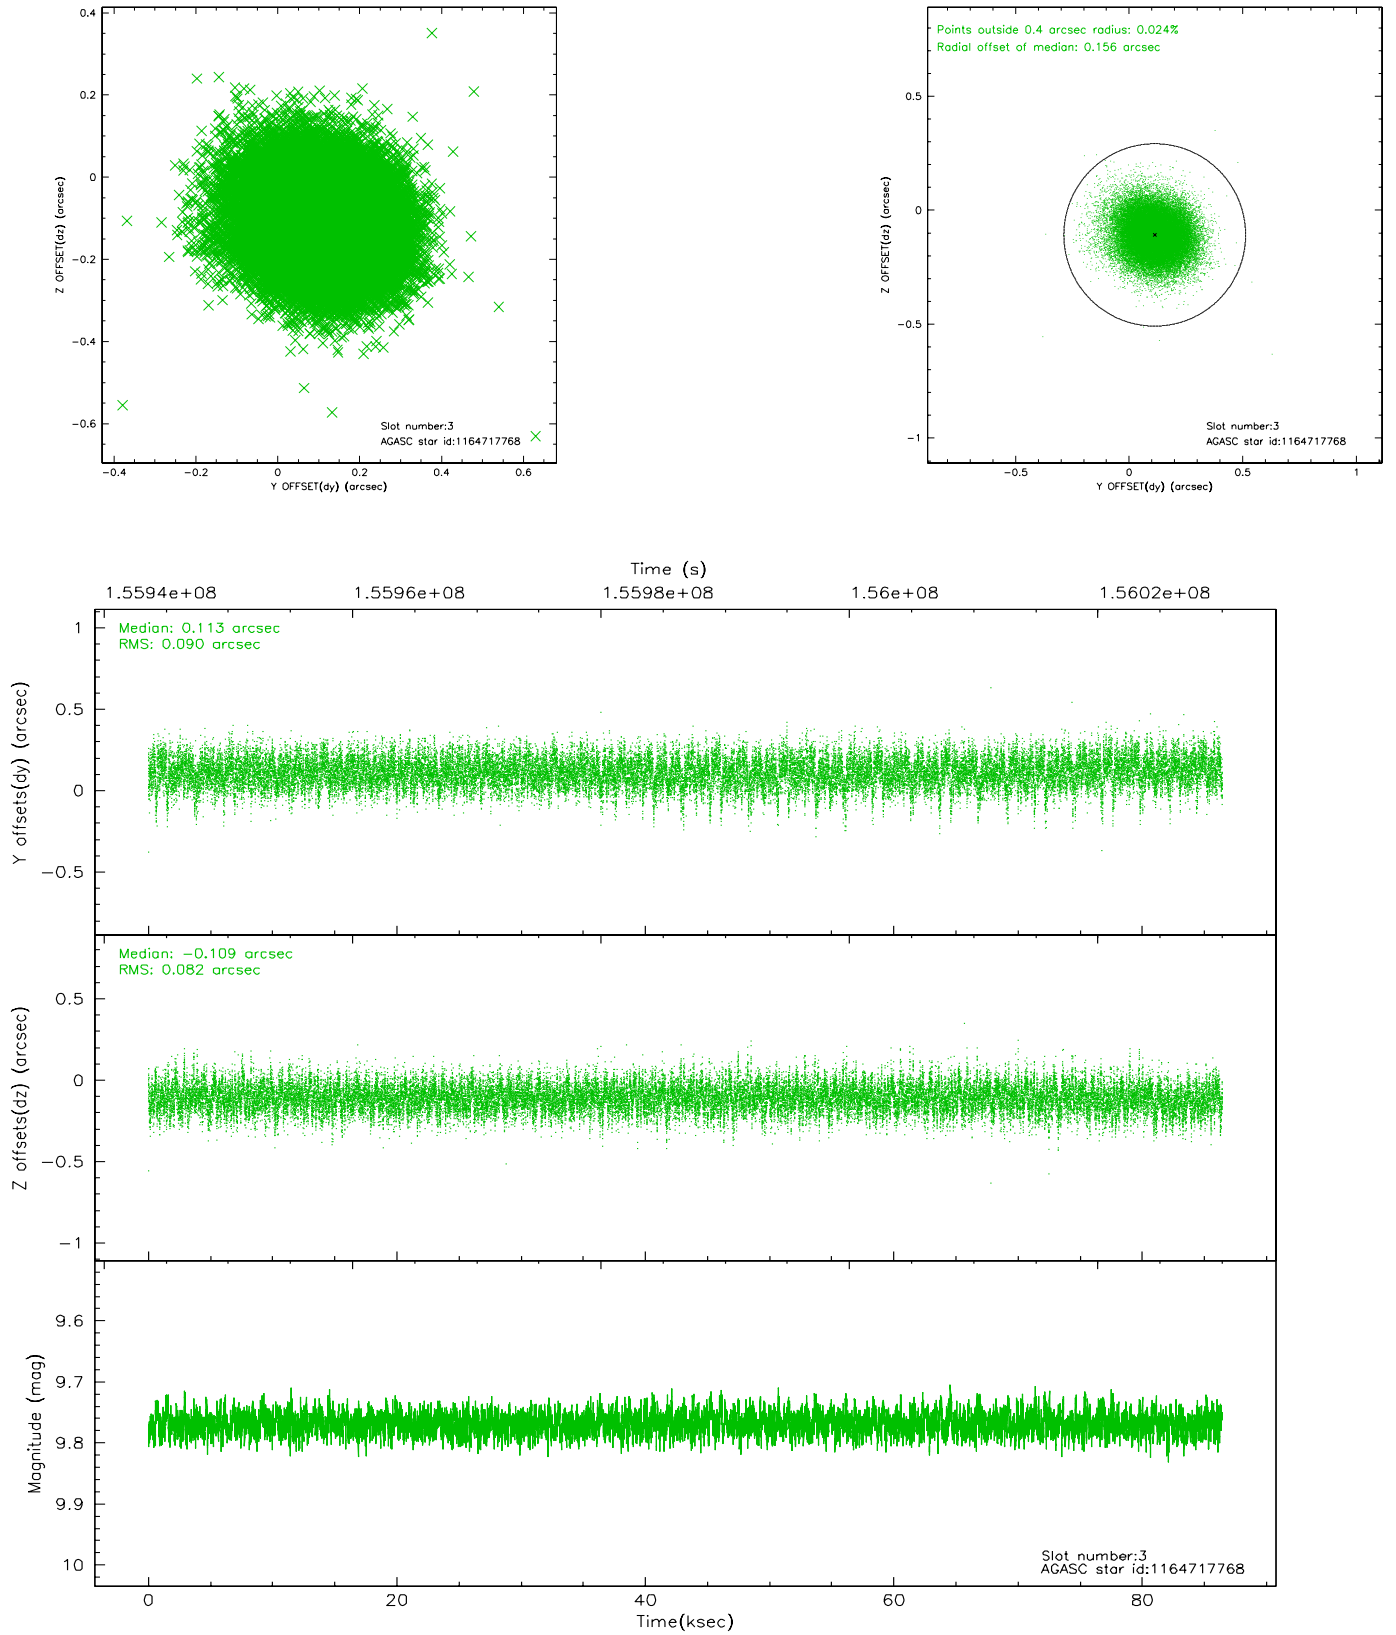 0.4
0.2
0
−0.2
−0.4
−0.6
Z OFFSET(dz) (arcsec)
−0.4 −0.2 0 0.2 0.4 0.6
Y OFFSET(dy) (arcsec)
Slot number:3
AGASC star id:1164717768
Points outside 0.4 arcsec radius: 0.024%
Radial offset of median: 0.156 arcsec
0.5
0
−0.5
−1
Z OFFSET(dz) (arcsec)
Slot number:3
AGASC star id:1164717768
−0.5 0 0.5 1
Y OFFSET(dy) (arcsec)
Time (s)
1.5594e+08 1.5596e+08 1.5598e+08 1.56e+08 1.5602e+08
Median: 0.113 arcsec
RMS: 0.090 arcsec
1
0.5
0
−0.5
Y offsets(dy) (arcsec)
Median: −0.109 arcsec
RMS: 0.082 arcsec
0.5
0
−0.5
−1
Z offsets(dz) (arcsec)
9.6
9.7
9.8
9.9
10
Magnitude (mag)
Slot number:3
AGASC star id:1164717768
0 20 40 60 80
Time(ksec)